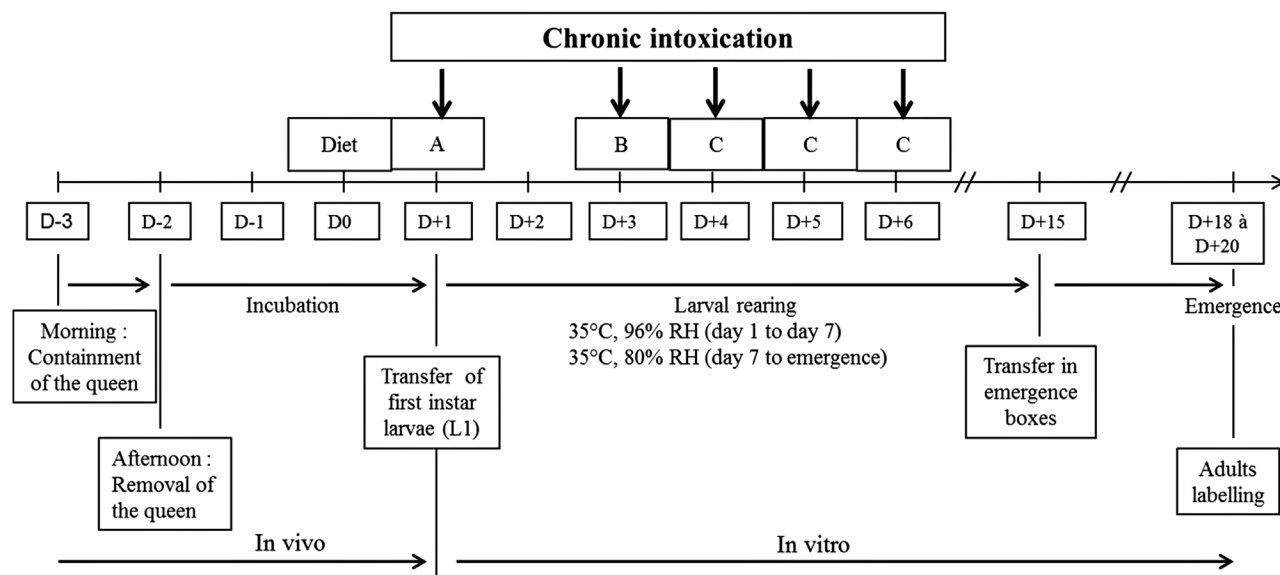 Chronic intoxication
Diet
A
B
C
C
C
D-3
D-2
D-1
D0
D+1
D+2
D+3
D+4
D+5
D+6
D+15
D+18 à
D+20
Incubation
Larval rearing
35°C, 96% RH (day 1 to day 7)
35°C, 80% RH (day 7 to emergence)
Emergence
Morning :
Containment
of the queen
Afternoon :
Removal of
the queen
Transfer of
first instar
larvae (L1)
Transfer in
emergence
boxes
Adults
labelling
In vivo
In vitro